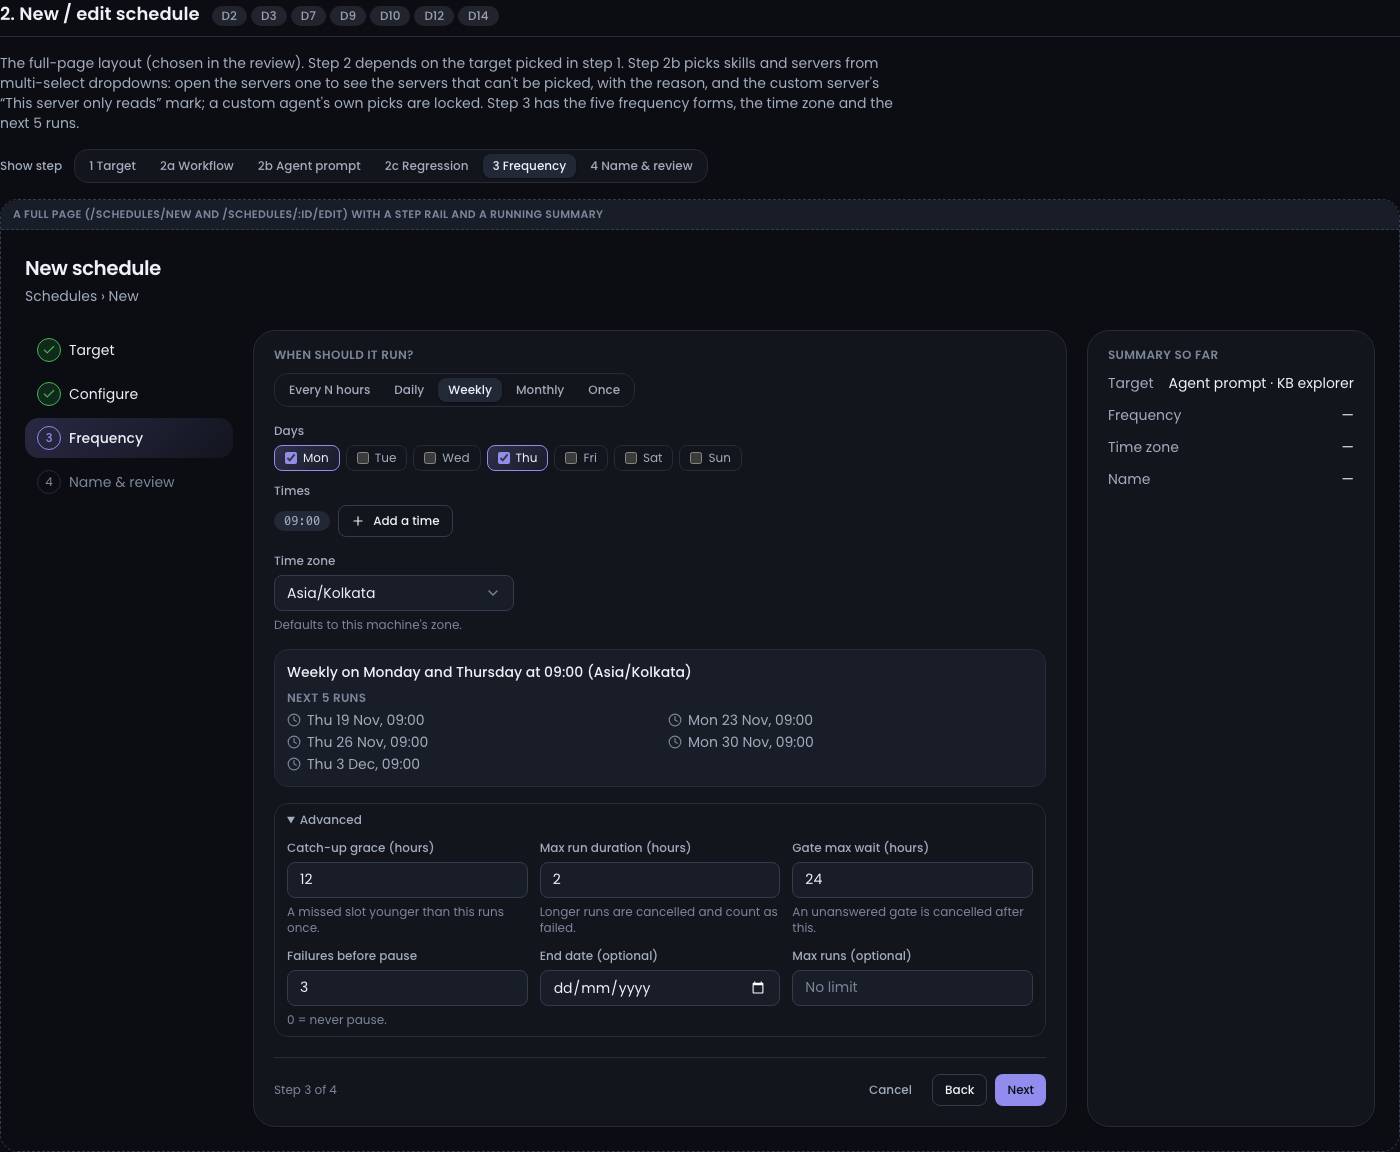 2. New / edit schedule D2 D3 D7 D9 D10 D12 D14
The full-page layout (chosen in the review). Step 2 depends on the target picked in step 1. Step 2b picks skills and servers from
multi-select dropdowns: open the servers one to see the servers that can't be picked, with the reason, and the custom server's
“This server only reads” mark; a custom agent's own picks are locked. Step 3 has the five frequency forms, the time zone and the
next 5 runs.
Show step 1 Target 2a Workflow 2b Agent prompt 2c Regression 3 Frequency 4 Name & review
A FULL PAGE (/SCHEDULES/NEW AND /SCHEDULES/:ID/EDIT) WITH A STEP RAIL AND A RUNNING SUMMARY
New schedule
Schedules › New
Target
Configure
3 Frequency
4 Name & review
WHEN SHOULD IT RUN?
Every N hours Daily Weekly Monthly Once
Days
Mon Tue Wed Thu Fri Sat Sun
Times
09:00 + Add a time
Time zone
Asia/Kolkata
Defaults to this machine's zone.
Weekly on Monday and Thursday at 09:00 (Asia/Kolkata)
NEXT 5 RUNS
Thu 19 Nov, 09:00 Mon 23 Nov, 09:00
Thu 26 Nov, 09:00 Mon 30 Nov, 09:00
Thu 3 Dec, 09:00
▼ Advanced
Catch-up grace (hours) Max run duration (hours) Gate max wait (hours)
12 2 24
A missed slot younger than this runs Longer runs are cancelled and count as An unanswered gate is cancelled after
once. failed. this.
Failures before pause End date (optional) Max runs (optional)
3 dd/mm/yyyy No limit
0 = never pause.
Step 3 of 4 Cancel Back Next
SUMMARY SO FAR
Target Agent prompt · KB explorer
Frequency —
Time zone —
Name —